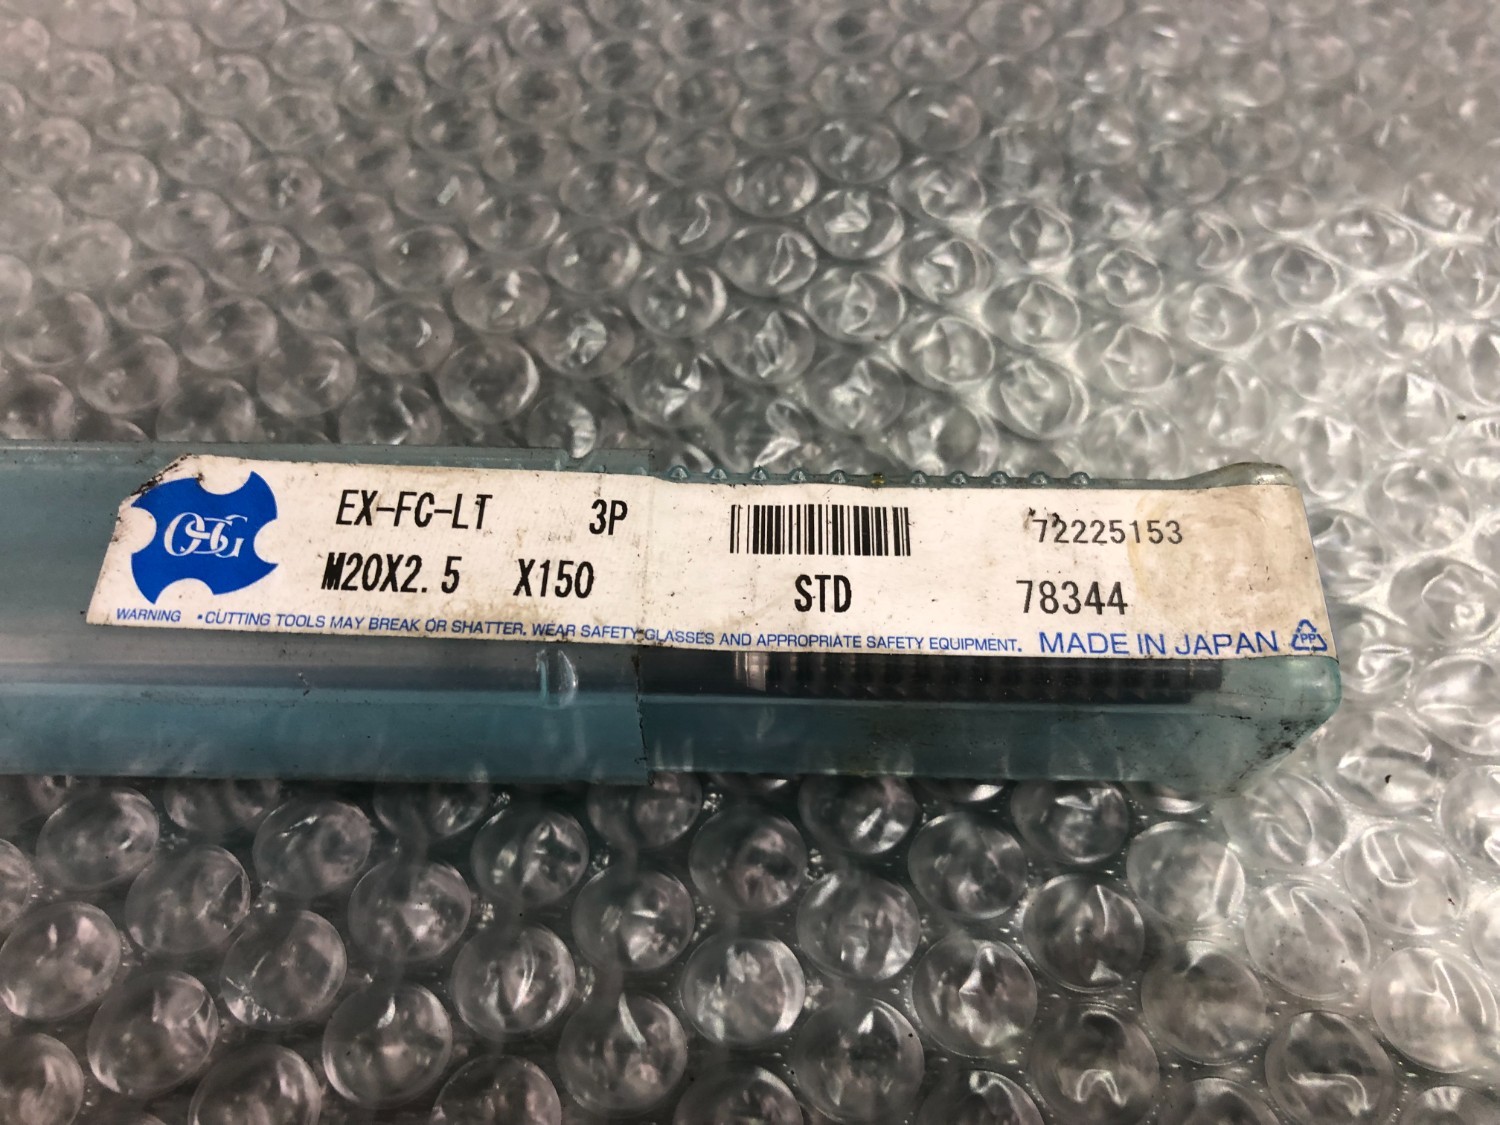 OSG
EX-FC-LT 3P
M20X2.5 X150
72225153
STD 78344
WARNING •CUTTING TOOLS MAY BREAK OR SHATTER, WEAR SAFETY GLASSES AND APPROPRIATE SAFETY EQUIPMENT. MADE IN JAPAN
PP